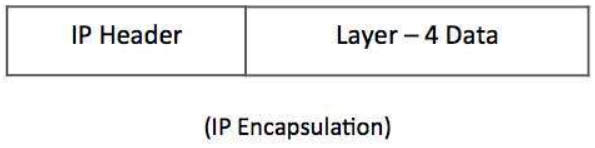 IP Header Layer – 4 Data
(IP Encapsulation)